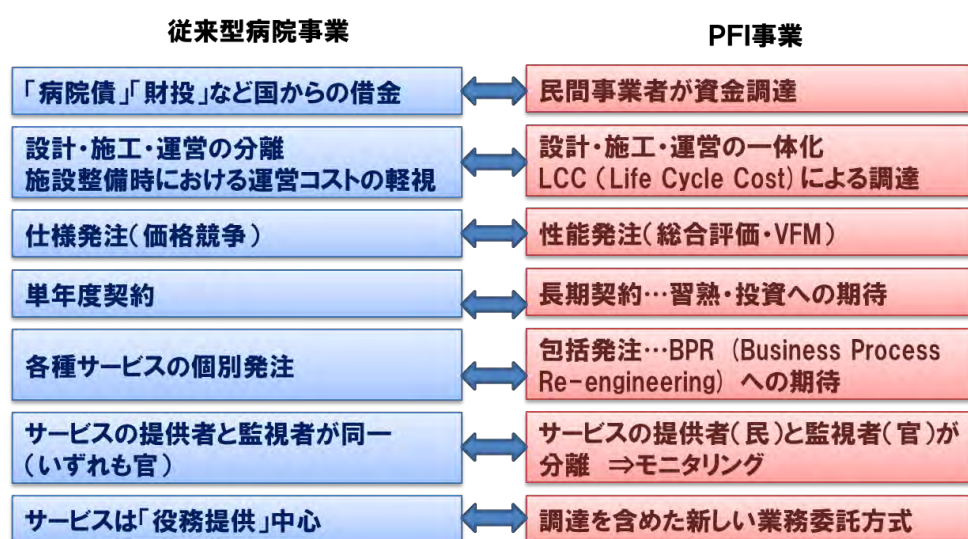 従来型病院事業
PFI事業
「病院債」「財投」など国からの借金
民間事業者が資金調達
設計・施工・運営の分離
施設整備時における運営コストの軽視
設計・施工・運営の一体化
LCC（Life Cycle Cost）による調達
仕様発注（価格競争）
性能発注（総合評価・VFM）
単年度契約
長期契約…習熟・投資への期待
各種サービスの個別発注
包括発注…BPR （Business Process
Re-engineering） への期待
サービスの提供者と監視者が同一
（いずれも官）
サービスの提供者（民）と監視者（官）が
分離 ⇒モニタリング
サービスは「役務提供」中心
調達を含めた新しい業務委託方式